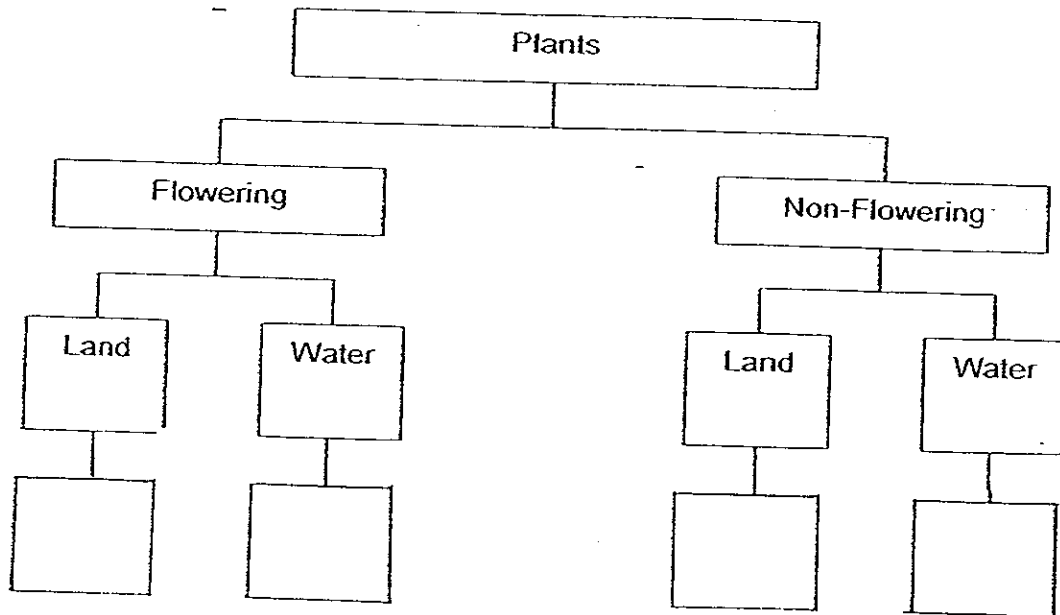 Plants
Flowering
Non-Flowering
Land
Water
Land
Water